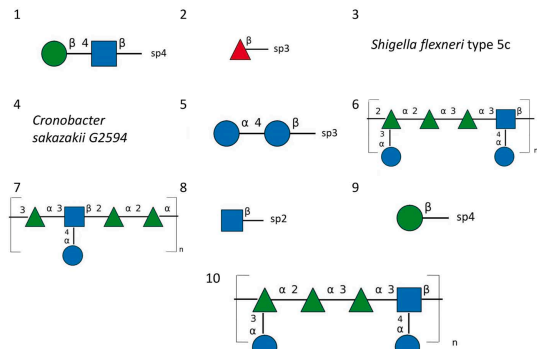 1
β 4 β
sp4
2
β
sp3
3
Shigella flexneri type 5c
4
Cronobacter
sakazakii G2594
5
α 4 β
sp3
6
2 α 2 α 3 α 3 β
3 4
α α
n
7
3 α 3 β 2 α 2 α
4
α
n
8
β
sp2
9
β
sp4
10
α 2 α 3 α 3 β
3 4
α α
n